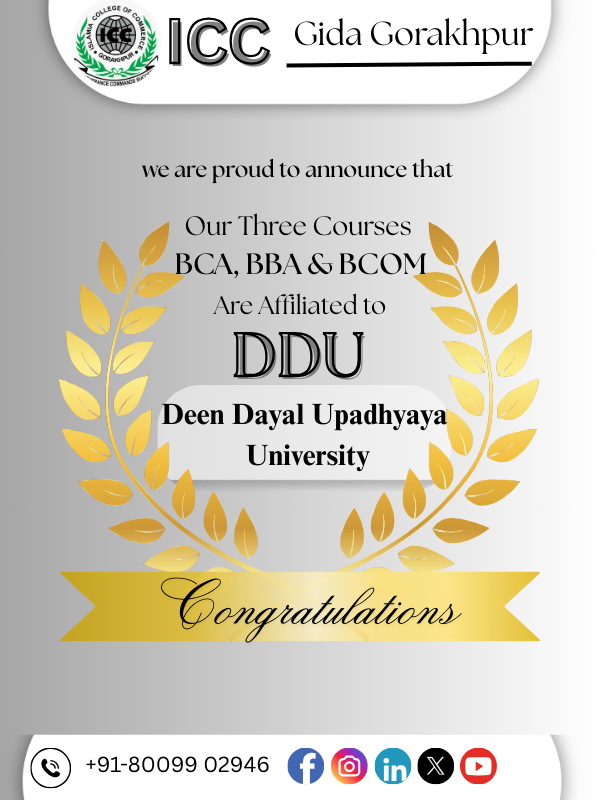 ISLAMIA COLLEGE OF COMMERCE
ICC
GORAKHPUR
ICC
Gida Gorakhpur
we are proud to announce that
Our Three Courses
BCA, BBA & BCOM
Are Affiliated to
DDU
Deen Dayal Upadhyaya
University
Congratulations
+91-80099 02946